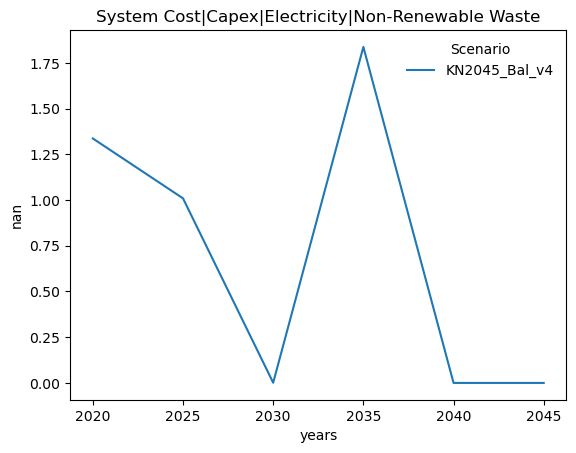 System Cost|Capex|Electricity|Non-Renewable Waste
Scenario
KN2045_Bal_v4
1.75
1.50
1.25
1.00
0.75
0.50
0.25
0.00
nan
2020 2025 2030 2035 2040 2045
years